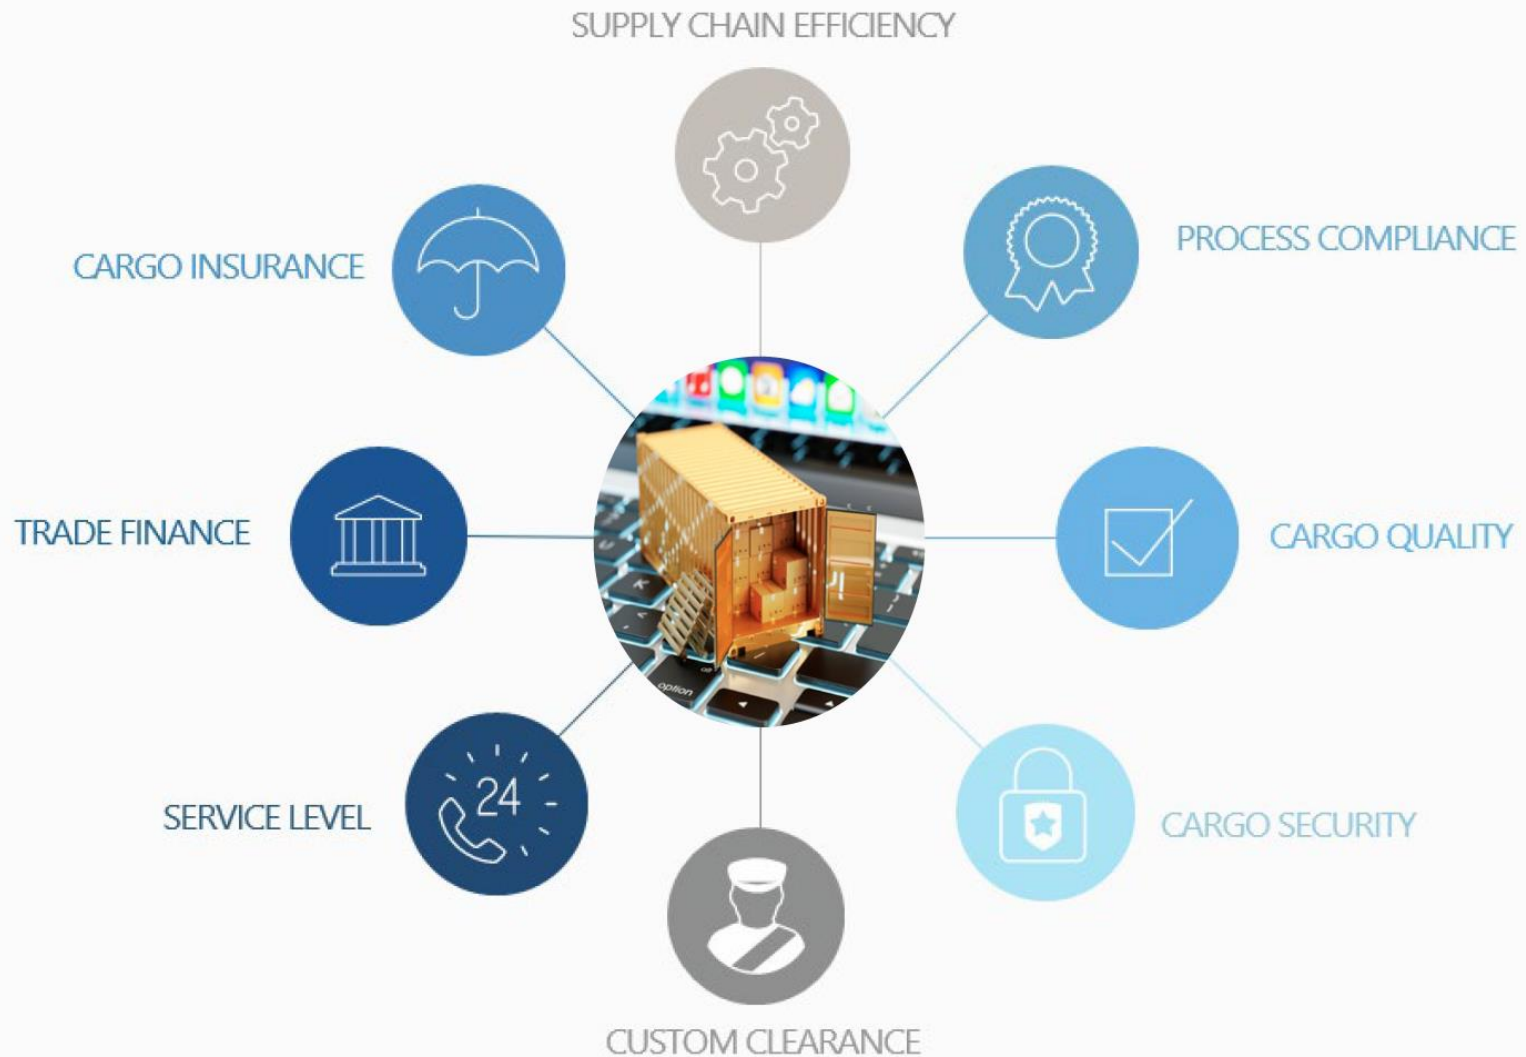 SUPPLY CHAIN EFFICIENCY
PROCESS COMPLIANCE
CARGO INSURANCE
TRADE FINANCE
CARGO QUALITY
K
option
24
SERVICE LEVEL
CARGO SECURITY
CUSTOM CLEARANCE